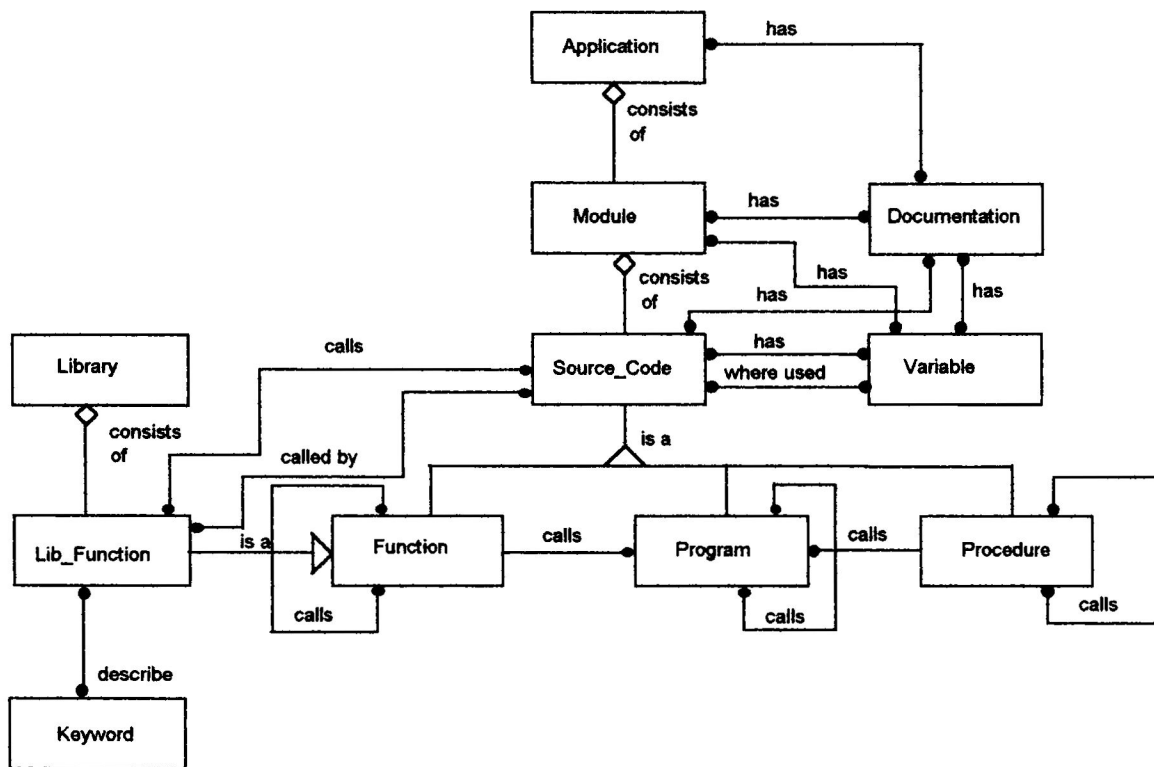 Application
has
consists
of
Module
has
Documentation
has
has
has
consists
of
Library
calls
Source_Code
has
where used
Variable
consists
of
called by
is a
Lib_Function
is a
Function
calls
Program
calls
Procedure
calls
calls
calls
describe
Keyword